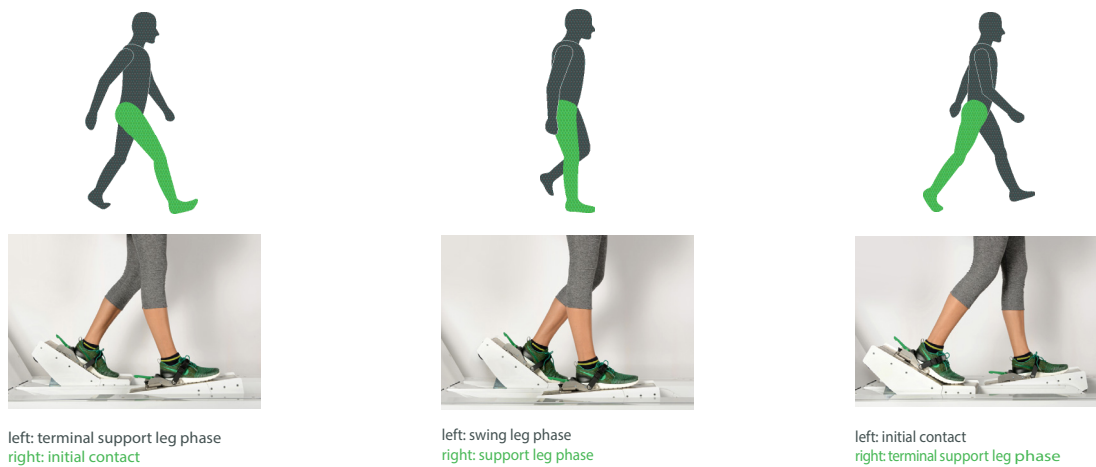 left: terminal support leg phase
right: initial contact
left: swing leg phase
right: support leg phase
left: initial contact
right: terminal support leg phase